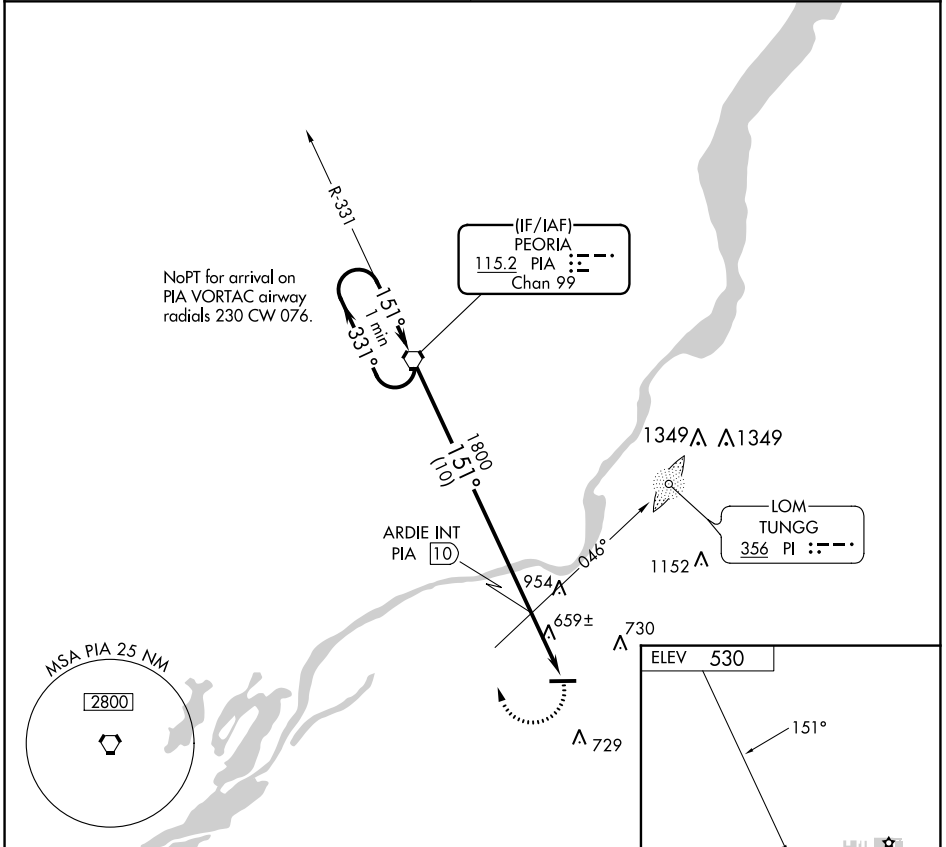 R-331
(IF/IAF)
PEORIA
115.2 PIA
Chan 99
NoPT for arrival on
PIA VORTAC airway
radials 230 CW 076.
151°
1 min
331°
1800
151°
(10)
1349 1349
LOM
TUNGG
356 PI
ARDIE INT
PIA 10
046°
1152
954
659±
730
MSA PIA 25 NM
2800
729
ELEV 530
151°